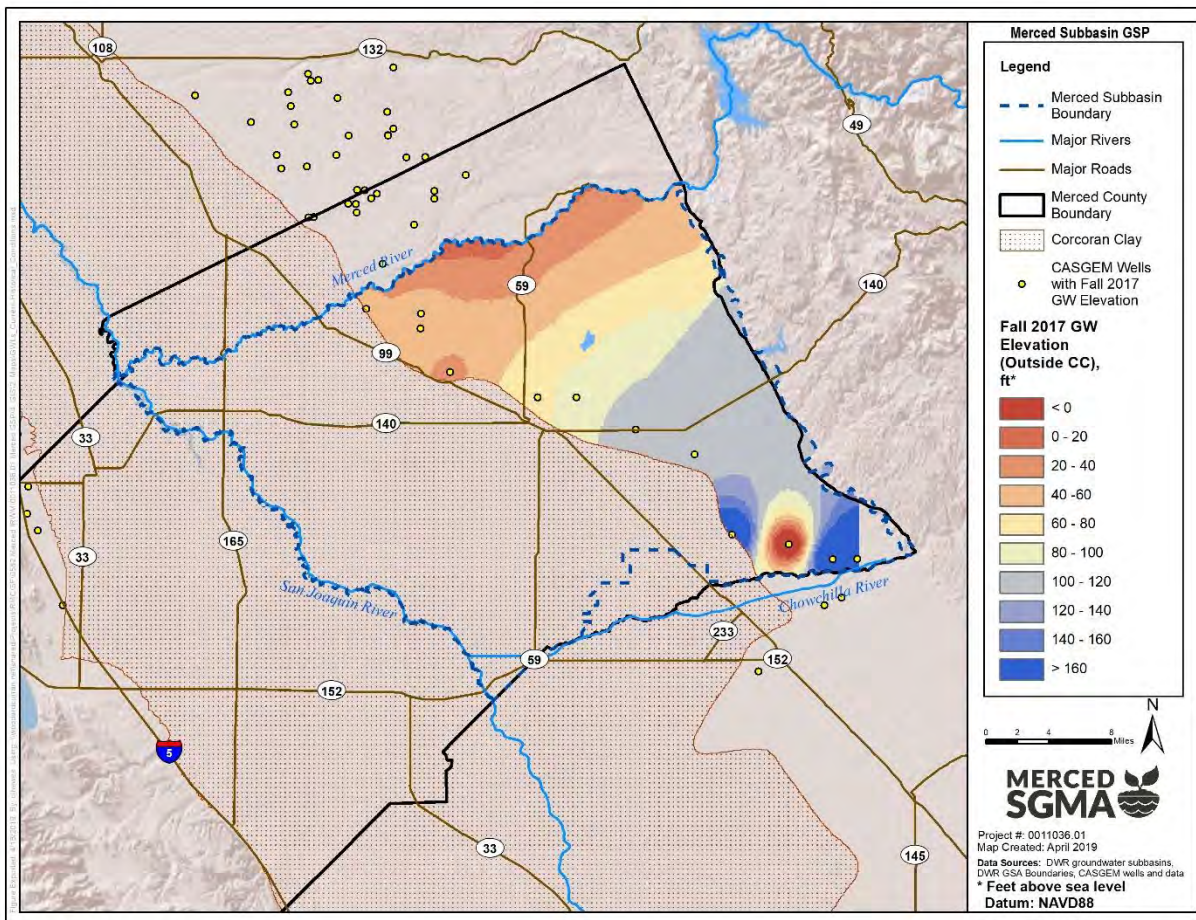 108
132
49
59
140
99
140
33
165
33
59
233
152
152
5
33
145
Merced River
San Joaquin River
Chowchilla River
Merced Subbasin GSP
Legend
Merced Subbasin
Boundary
Major Rivers
Major Roads
Merced County
Boundary
Corcoran Clay
CASGEM Wells
with Fall 2017
GW Elevation
Fall 2017 GW
Elevation
(Outside CC),
ft*
< 0
0 - 20
20 - 40
40 -60
60 - 80
80 - 100
100 - 120
120 - 140
140 - 160
> 160
N
0 2 4 8
Miles
MERCED
SGMA
Project #: 0011036.01
Map Created: April 2019
Data Sources: DWR groundwater subbasins,
DWR GSA Boundaries, CASGEM wells and data
* Feet above sea level
Datum: NAVD88